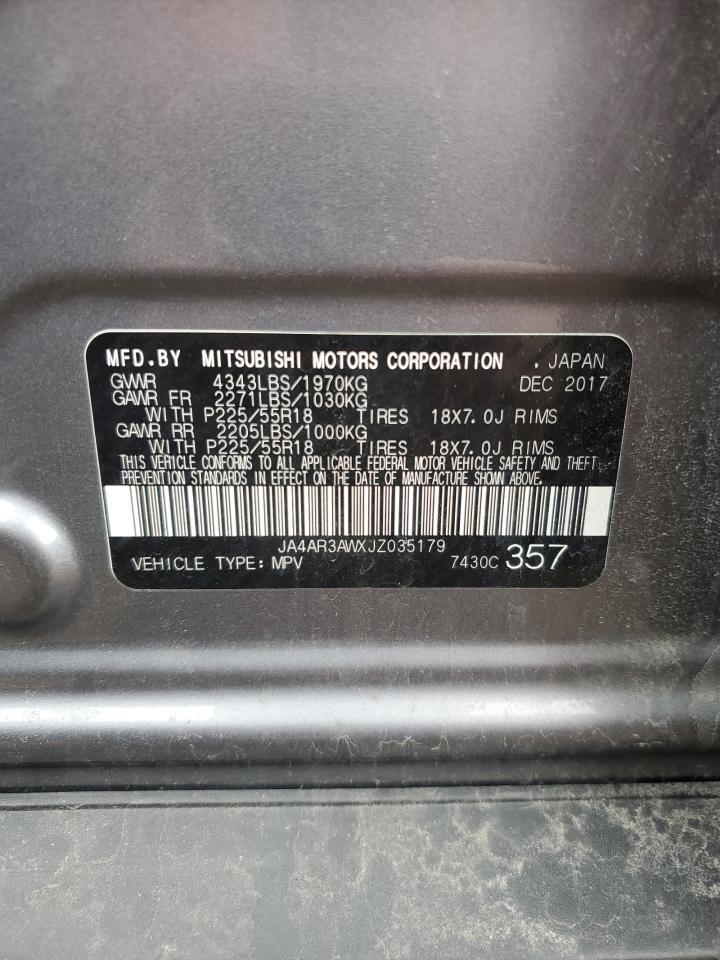 MFD.BY MITSUBISHI MOTORS CORPORATION , JAPAN
GVWR 4343LBS/1970KG DEC 2017
GAWR FR 2271LBS/1030KG
WITH P225/55R18 TIRES 18X7.0J RIMS
GAWR RR 2205LBS/1000KG
WITH P225/55R18 TIRES 18X7.0J RIMS
THIS VEHICLE CONFORMS TO ALL APPLICABLE FEDERAL MOTOR VEHICLE SAFETY AND THEFT
PREVENTION STANDARDS IN EFFECT ON THE DATE OF MANUFACTURE SHOWN ABOVE.
JA4AR3AWXJZ035179
VEHICLE TYPE: MPV 7430C 357